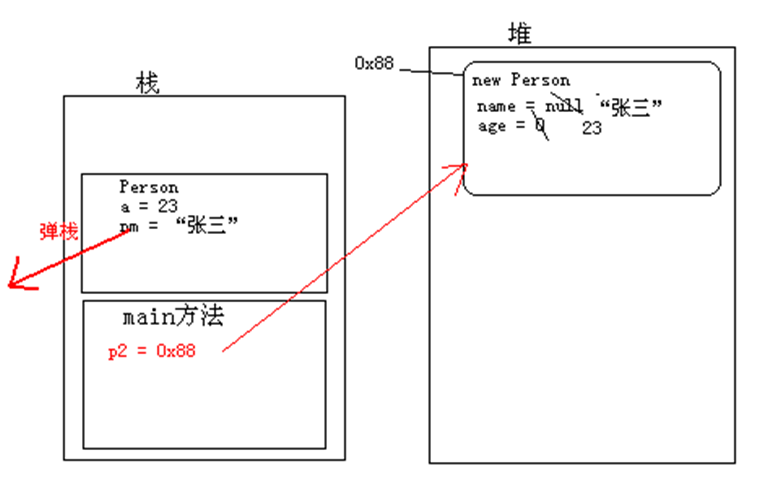 栈
Person
a = 23
nm = “张三”
弹栈
main方法
p2 = 0x88
堆
0x88
new Person
name = null “张三”
age = 0 23